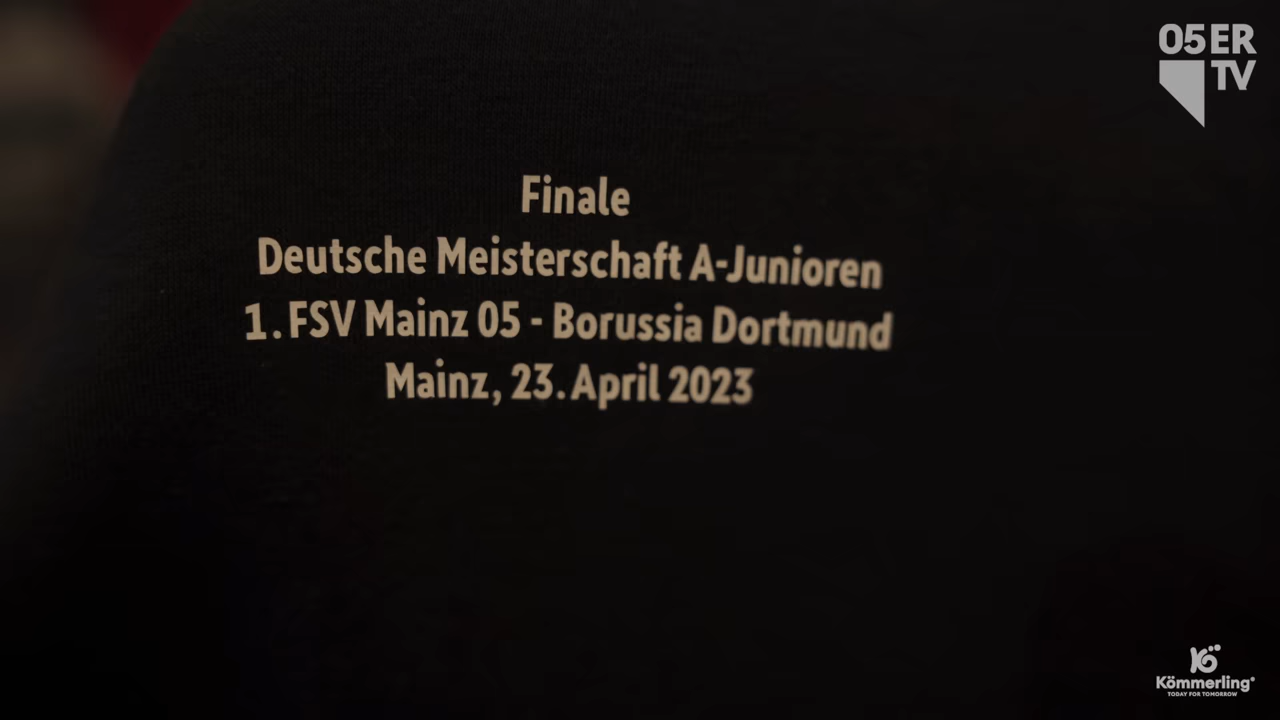 05ER
TV
Finale
Deutsche Meisterschaft A-Junioren
1. FSV Mainz 05 - Borussia Dortmund
Mainz, 23. April 2023
Kömmerling®
TODAY FOR TOMORROW